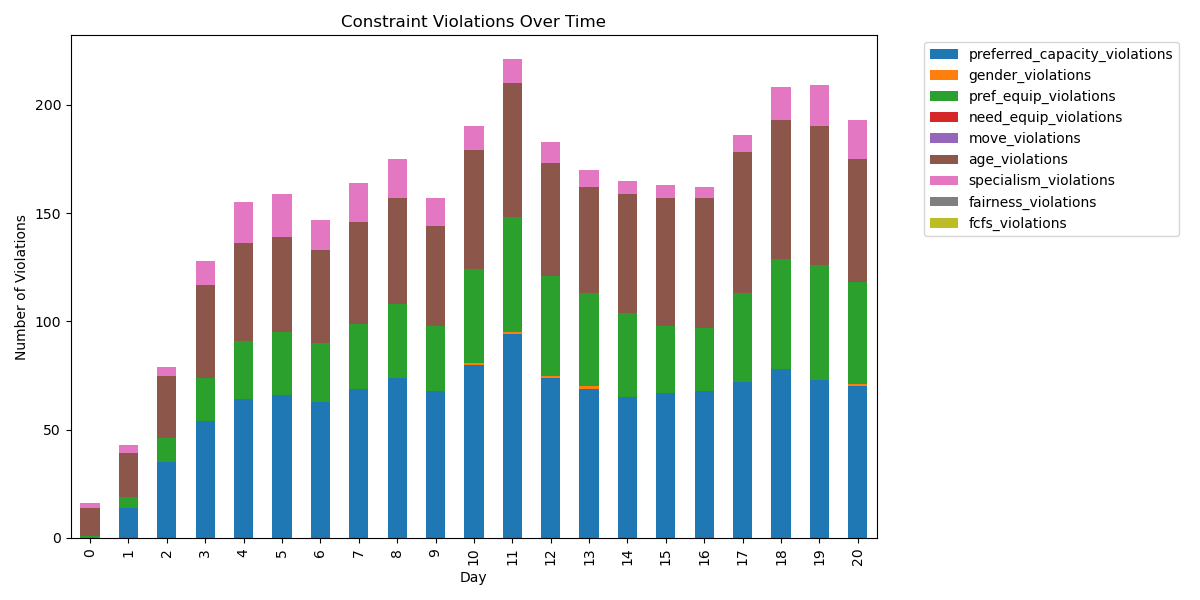 Constraint Violations Over Time
Number of Violations
200
150
100
50
0
0 1 2 3 4 5 6 7 8 9 10 11 12 13 14 15 16 17 18 19 20
Day
preferred_capacity_violations
gender_violations
pref_equip_violations
need_equip_violations
move_violations
age_violations
specialism_violations
fairness_violations
fcfs_violations